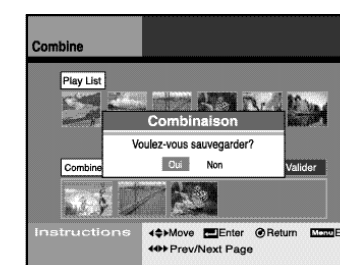 Combine
Play List
Combinaison
Voulez-vous sauvegarder?
Oui Non
Combine Valider
Instructions Move Enter Return Menu E
Prev/Next Page